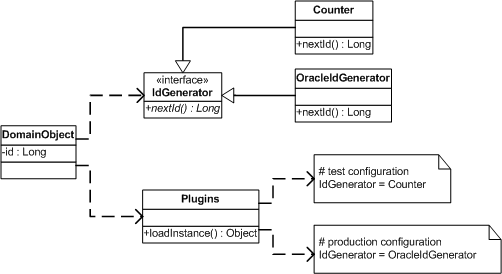 Counter
+nextId() : Long
«interface»
IdGenerator
+nextId() : Long
OracleIdGenerator
+nextId() : Long
DomainObject
-id : Long
Plugins
+loadInstance() : Object
# test configuration
IdGenerator = Counter
# production configuration
IdGenerator = OracleIdGenerator